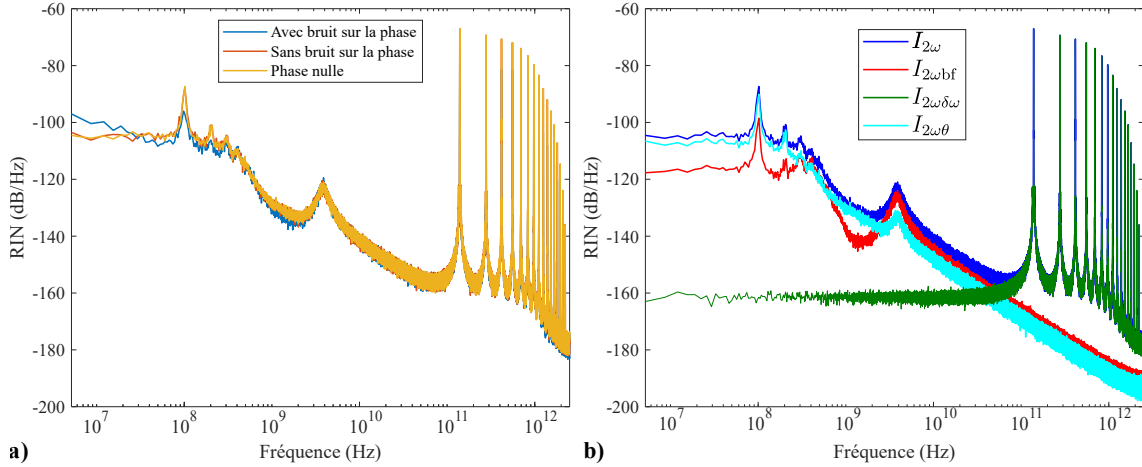 -60
-80
-100
-120
-140
-160
-180
-200
RIN (dB/Hz)
Avec bruit sur la phase
Sans bruit sur la phase
Phase nulle
10^7 10^8 10^9 10^10 10^11 10^12
Fréquence (Hz)
a)
-60
-80
-100
-120
-140
-160
-180
-200
RIN (dB/Hz)
I_{2ω}
I_{2ωbf}
I_{2ωδω}
I_{2ωθ}
10^7 10^8 10^9 10^10 10^11 10^12
Fréquence (Hz)
b)